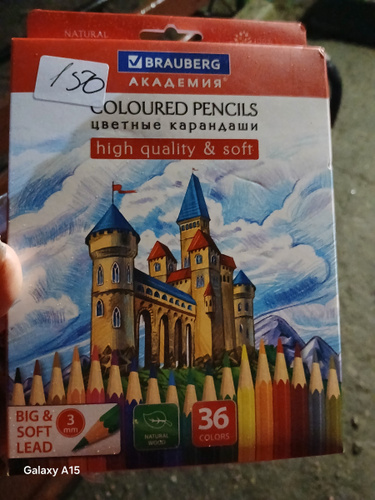 NATURAL
BRAUBERG
АКАДЕМИЯ®
1500
COLOURED PENCILS
цветные карандаши
high quality & soft
BIG &
SOFT
LEAD
3
mm
NATURAL
WOOD
36
COLORS
Galaxy A15